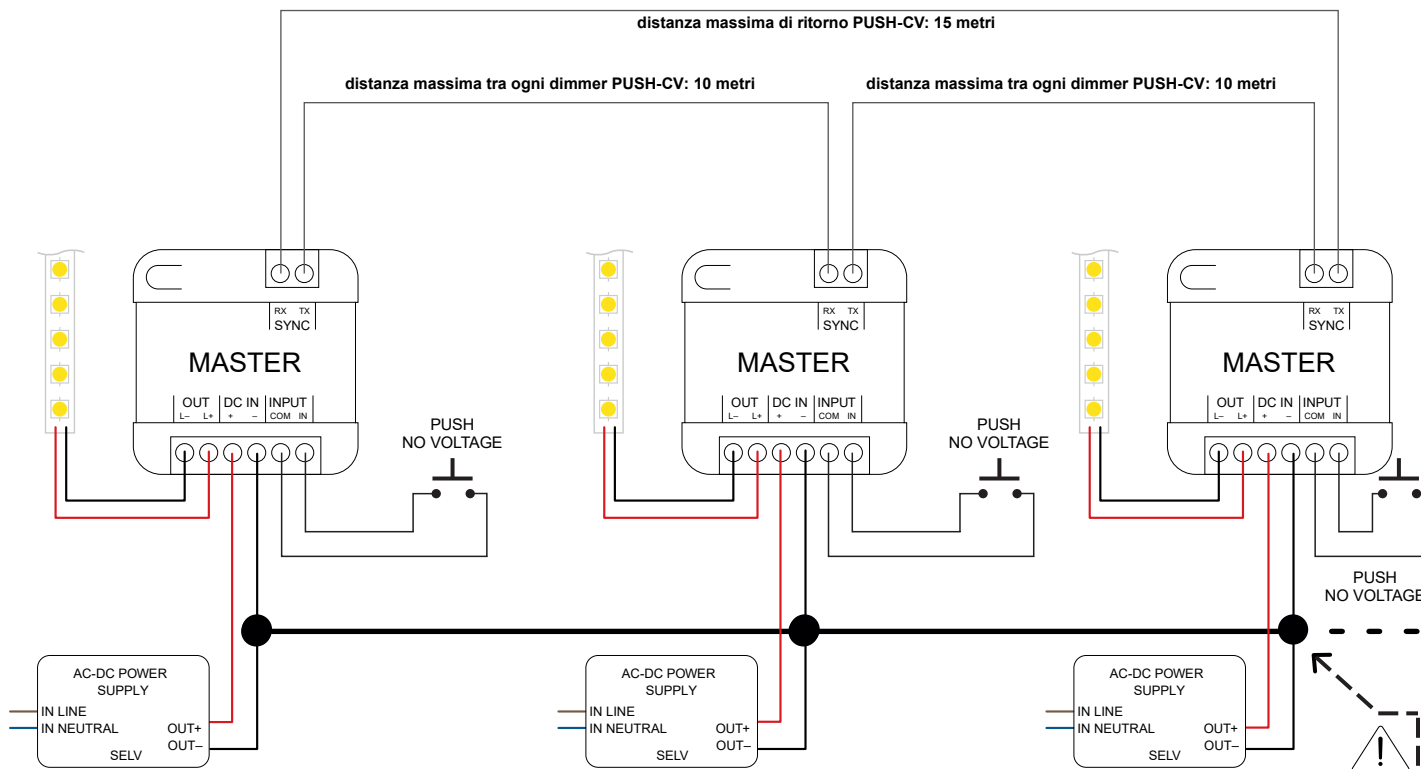 distanza massima di ritorno PUSH-CV: 15 metri
distanza massima tra ogni dimmer PUSH-CV: 10 metri
distanza massima tra ogni dimmer PUSH-CV: 10 metri
RX TX
SYNC
MASTER
OUT DC IN INPUT
L– L+ + – COM IN
PUSH
NO VOLTAGE
RX TX
SYNC
MASTER
OUT DC IN INPUT
L– L+ + – COM IN
PUSH
NO VOLTAGE
RX TX
SYNC
MASTER
OUT DC IN INPUT
L– L+ + – COM IN
PUSH
NO VOLTAGE
AC-DC POWER
SUPPLY
IN LINE
IN NEUTRAL OUT+
OUT–
SELV
AC-DC POWER
SUPPLY
IN LINE
IN NEUTRAL OUT+
OUT–
SELV
AC-DC POWER
SUPPLY
IN LINE
IN NEUTRAL OUT+
OUT–
SELV
!